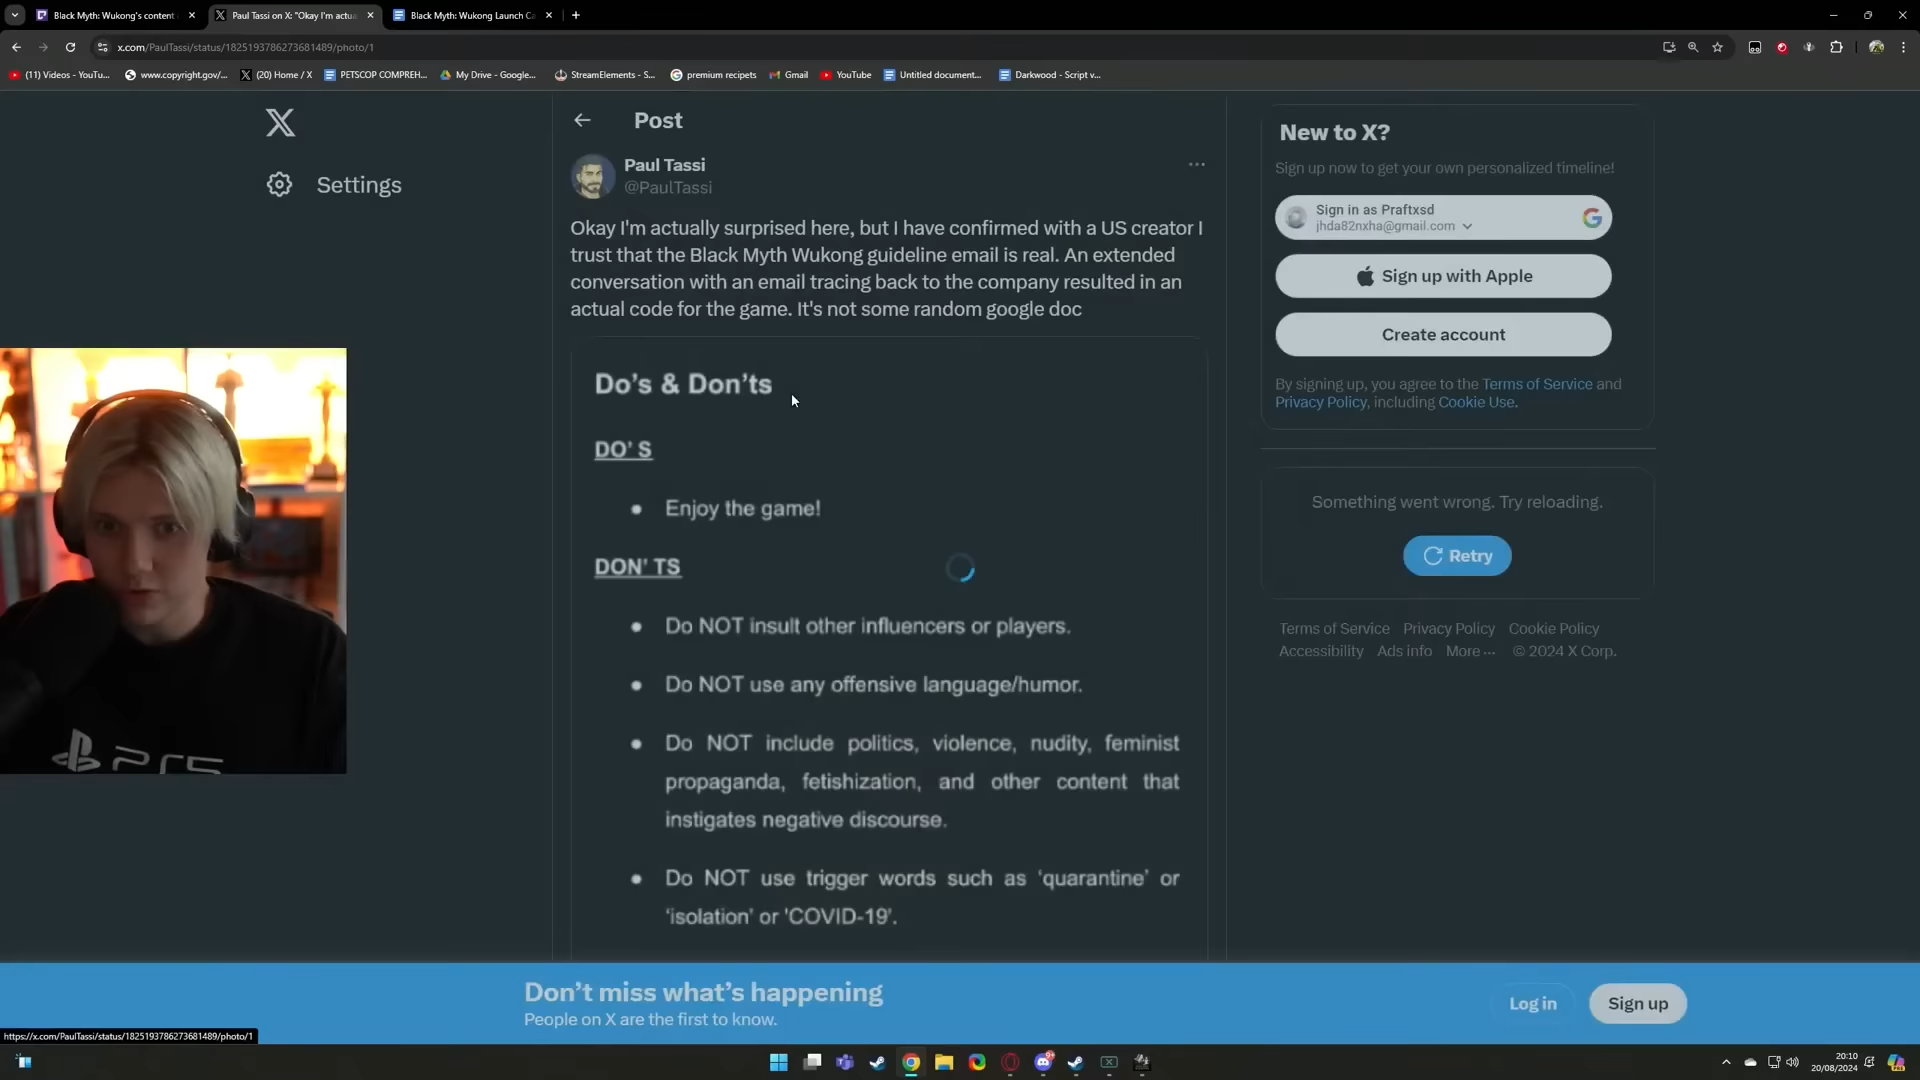 Black Myth: Wukong's content
Paul Tassi on X: "Okay I'm actua
Black Myth: Wukong Launch Ca
x.com/PaulTassi/status/1825193786273681489/photo/1
(11) Videos - YouTu...
www.copyright.gov/...
(20) Home / X
PETSCOP COMPREH...
My Drive - Google...
StreamElements - S...
premium recipets
Gmail
YouTube
Untitled document...
Darkwood - Script v...
Settings
Post
Paul Tassi
@PaulTassi
Okay I'm actually surprised here, but I have confirmed with a US creator I
trust that the Black Myth Wukong guideline email is real. An extended
conversation with an email tracing back to the company resulted in an
actual code for the game. It's not some random google doc
Do's & Don'ts
DO' S
Enjoy the game!
DON' TS
Do NOT insult other influencers or players.
Do NOT use any offensive language/humor.
Do NOT include politics, violence, nudity, feminist
propaganda, fetishization, and other content that
instigates negative discourse.
Do NOT use trigger words such as 'quarantine' or
'isolation' or 'COVID-19'.
New to X?
Sign up now to get your own personalized timeline!
Sign in as Praftxsd
jhda82nxha@gmail.com
Sign up with Apple
Create account
By signing up, you agree to the Terms of Service and
Privacy Policy, including Cookie Use.
Something went wrong. Try reloading.
Retry
Terms of Service Privacy Policy Cookie Policy
Accessibility Ads info More ··· © 2024 X Corp.
PS5
Don't miss what's happening
People on X are the first to know.
Log in
Sign up
https://x.com/PaulTassi/status/1825193786273681489/photo/1
20:10
20/08/2024